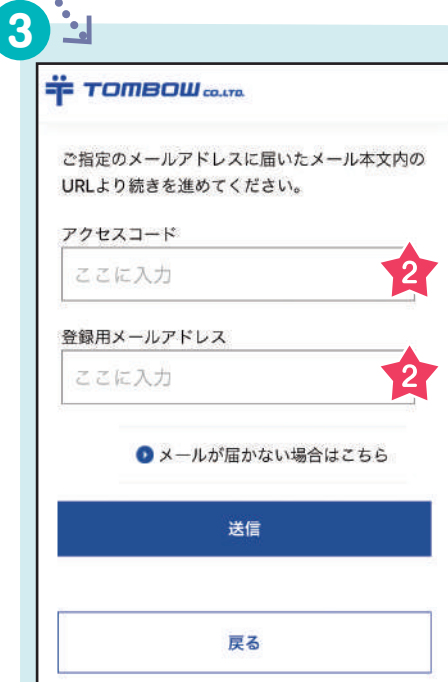 3
TOMBOW CO.,LTD.
ご指定のメールアドレスに届いたメール本文内の
URLより続きを進めてください。
アクセスコード
ここに入力
2
登録用メールアドレス
ここに入力
2
メールが届かない場合はこちら
送信
戻る